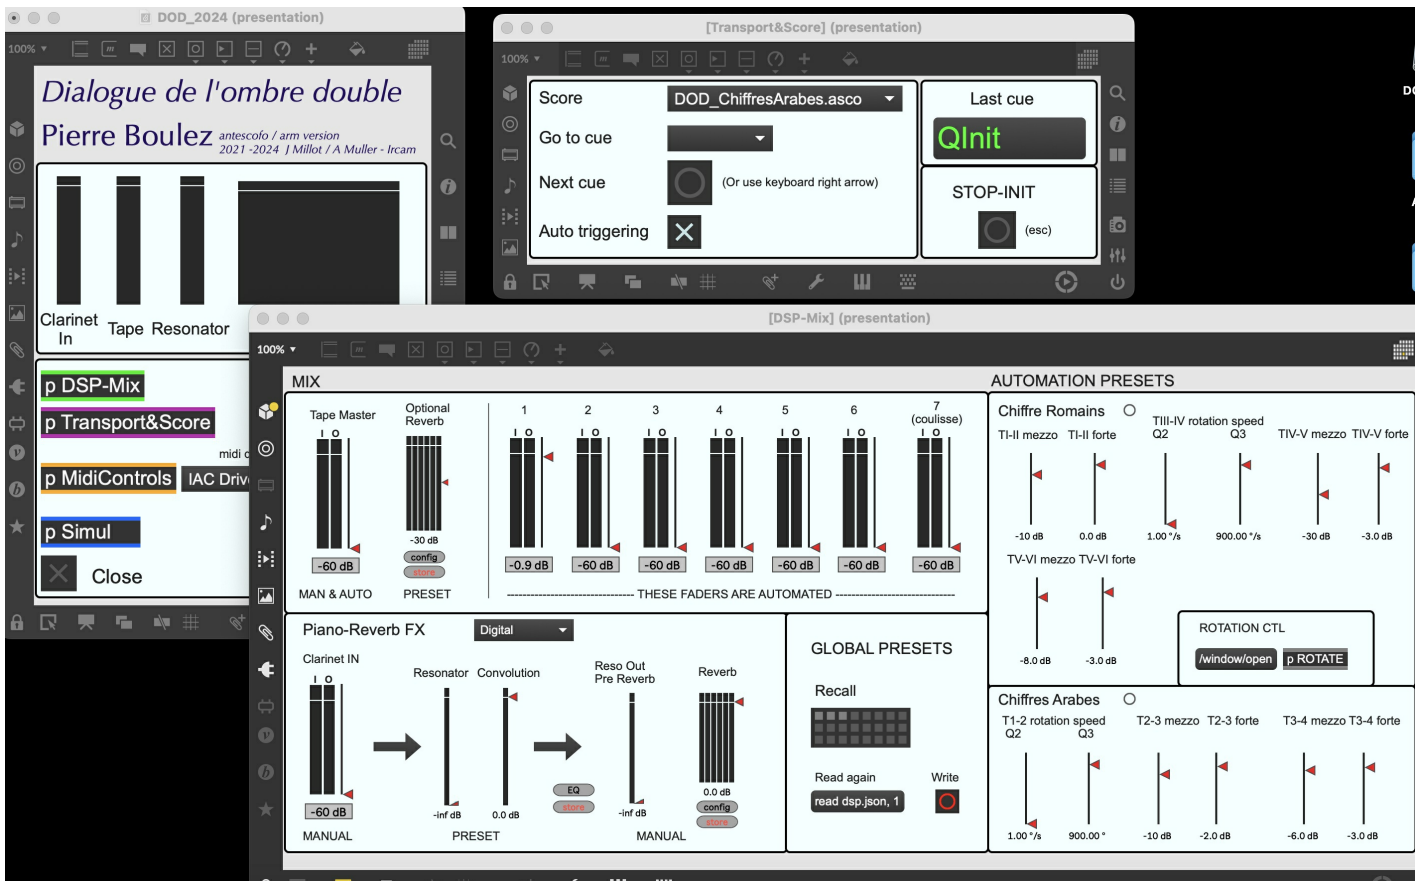 DOD_2024 (presentation)
100%
Dialogue de l'ombre double
Pierre Boulez
antescofo / arm version
2021 -2024 J Millot / A Muller - Ircam
Clarinet
In
Tape
Resonator
p DSP-Mix
p Transport&Score
midi
p MidiControls
p Simul
Close
[Transport&Score] (presentation)
100%
Score
DOD_ChiffresArabes.asco
Go to cue
Next cue
(Or use keyboard right arrow)
Auto triggering
Last cue
QInit
STOP-INIT
(esc)
[DSP-Mix] (presentation)
100%
MIX
Tape Master
I O
-60 dB
MAN & AUTO
Optional
Reverb
-30 dB
config
store
PRESET
1 2 3 4 5 6 7
(coulisse)
I O I O I O I O I O I O I O
-0.9 dB -60 dB -60 dB -60 dB -60 dB -60 dB -60 dB
THESE FADERS ARE AUTOMATED
Piano-Reverb FX
Digital
Clarinet IN
I O
-60 dB
MANUAL
Resonator
Convolution
-inf dB
0.0 dB
PRESET
EQ
store
Reso Out
Pre Reverb
-inf dB
Reverb
0.0 dB
config
store
MANUAL
GLOBAL PRESETS
Recall
Read again
read dsp.json, 1
Write
AUTOMATION PRESETS
Chiffre Romains
TI-II mezzo TI-II forte
TIII-IV rotation speed
Q2 Q3
TIV-V mezzo TIV-V forte
-10 dB 0.0 dB 1.00 °/s 900.00 °/s -30 dB -3.0 dB
TV-VI mezzo TV-VI forte
-8.0 dB -3.0 dB
ROTATION CTL
/window/open
p ROTATE
Chiffres Arabes
T1-2 rotation speed
Q2 Q3
T2-3 mezzo T2-3 forte
T3-4 mezzo T3-4 forte
1.00 °/s 900.00 ° -10 dB -2.0 dB -6.0 dB -3.0 dB